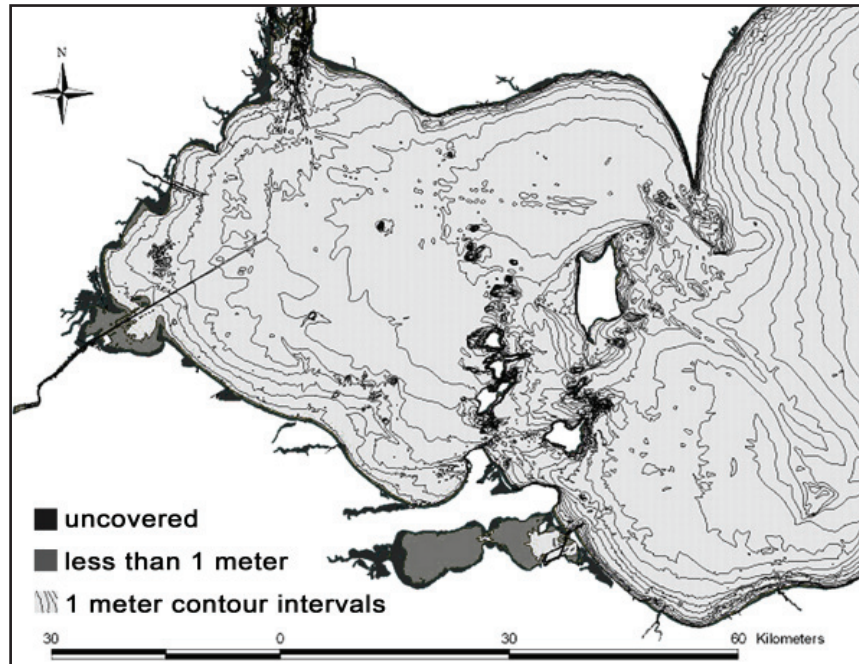 N
uncovered
less than 1 meter
1 meter contour intervals
30 0 30 60 Kilometers